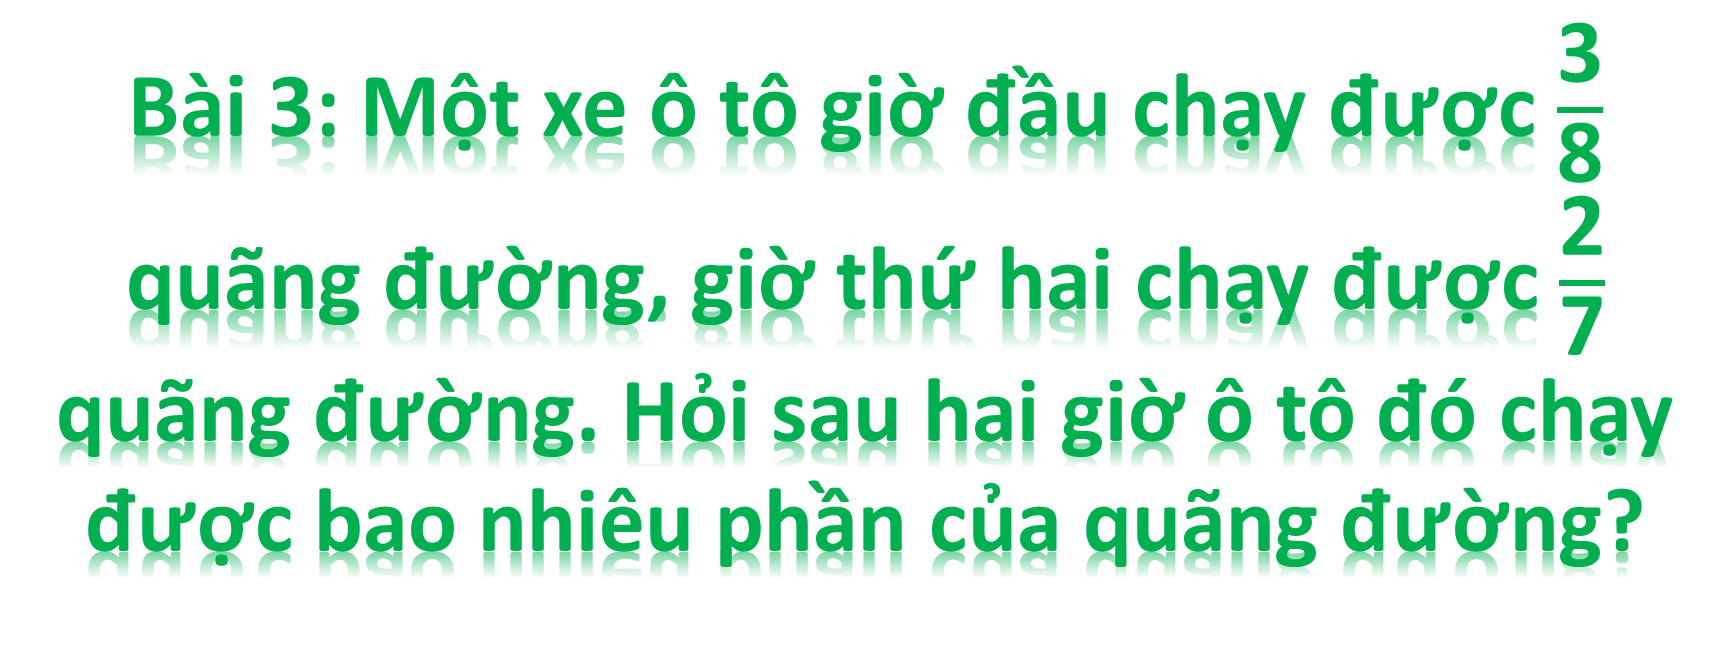 Bài 3: Một xe ô tô giờ đầu chạy được 3/8
quãng đường, giờ thứ hai chạy được 2/7
quãng đường. Hỏi sau hai giờ ô tô đó chạy
được bao nhiêu phần của quãng đường?